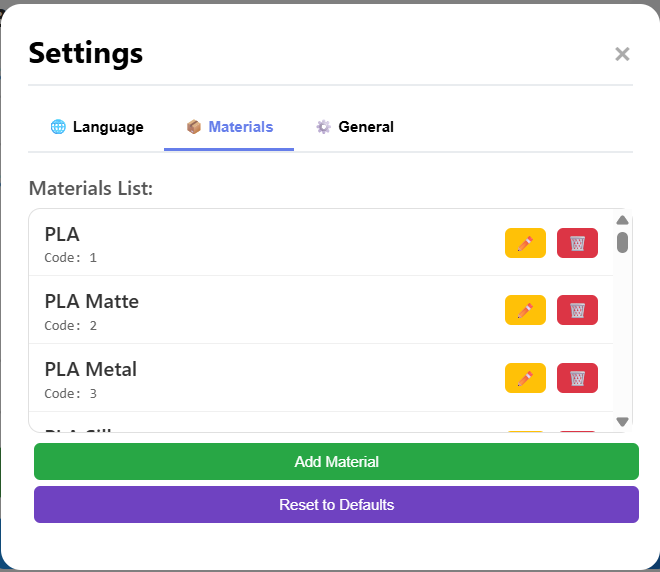 Settings
Language
Materials
General
Materials List:
PLA
Code: 1
PLA Matte
Code: 2
PLA Metal
Code: 3
Add Material
Reset to Defaults